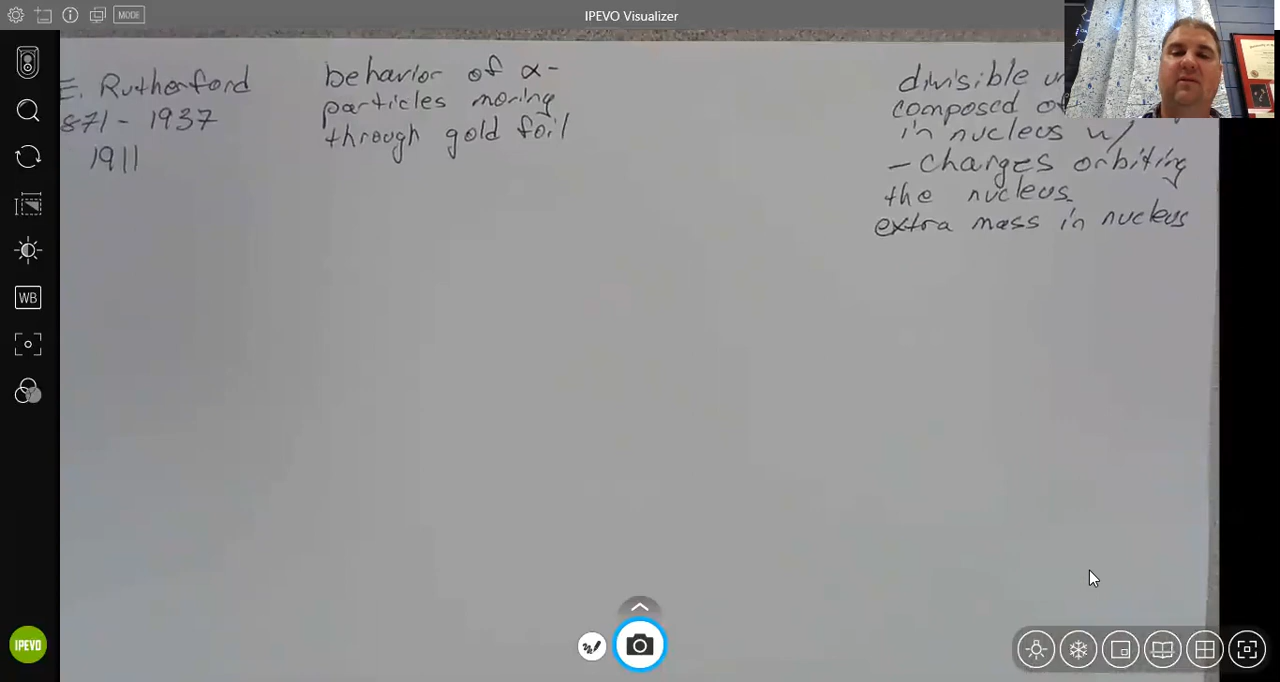 IPEVO Visualizer
MODE
E. Rutherford
871 - 1937
1911
behavior of α-
particles moving
through gold foil
divisible
composed of
in nucleus w/
- charges orbiting
the nucleus.
extra mass in nucleus
WB
IPEVO